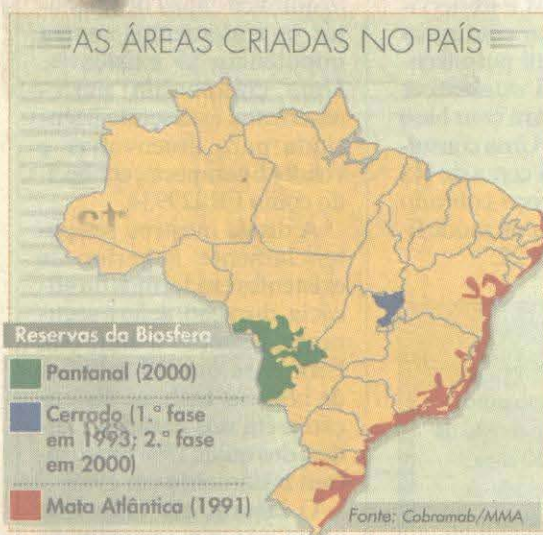 AS ÁREAS CRIADAS NO PAÍS
Reservas da Biosfera
Pantanal (2000)
Cerrado (1.ª fase
em 1993; 2.ª fase
em 2000)
Mata Atlântica (1991)
Fonte: Cobramab/MMA